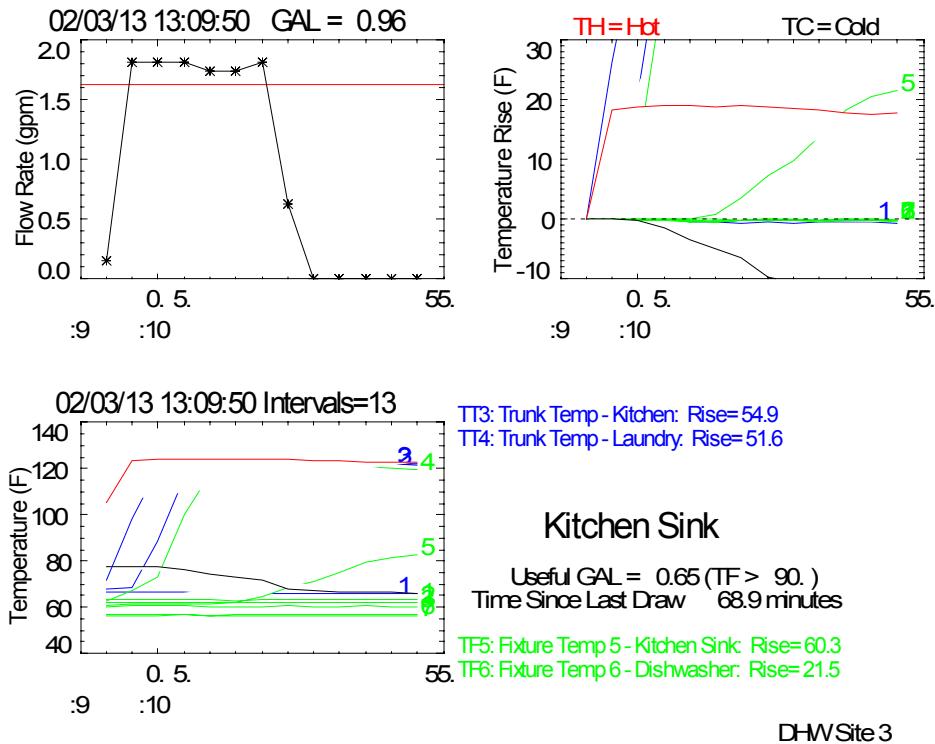 02/03/13 13:09:50 GAL = 0.96
Flow Rate (gpm)
2.0
1.5
1.0
0.5
0.0
0. 5. 55.
:9 :10
TH = Hot TC = Cold
Temperature Rise (F)
30
20
10
0
-10
5
1
0. 5. 55.
:9 :10
02/03/13 13:09:50 Intervals=13
Temperature (F)
140
120
100
80
60
40
3
4
5
1
0. 5. 55.
:9 :10
TT3: Trunk Temp - Kitchen: Rise= 54.9
TT4: Trunk Temp - Laundry: Rise= 51.6
Kitchen Sink
Useful GAL = 0.65 (TF > 90. )
Time Since Last Draw 68.9 minutes
TF5: Fixture Temp 5 - Kitchen Sink: Rise= 60.3
TF6: Fixture Temp 6 - Dishwasher: Rise= 21.5
DHW Site 3